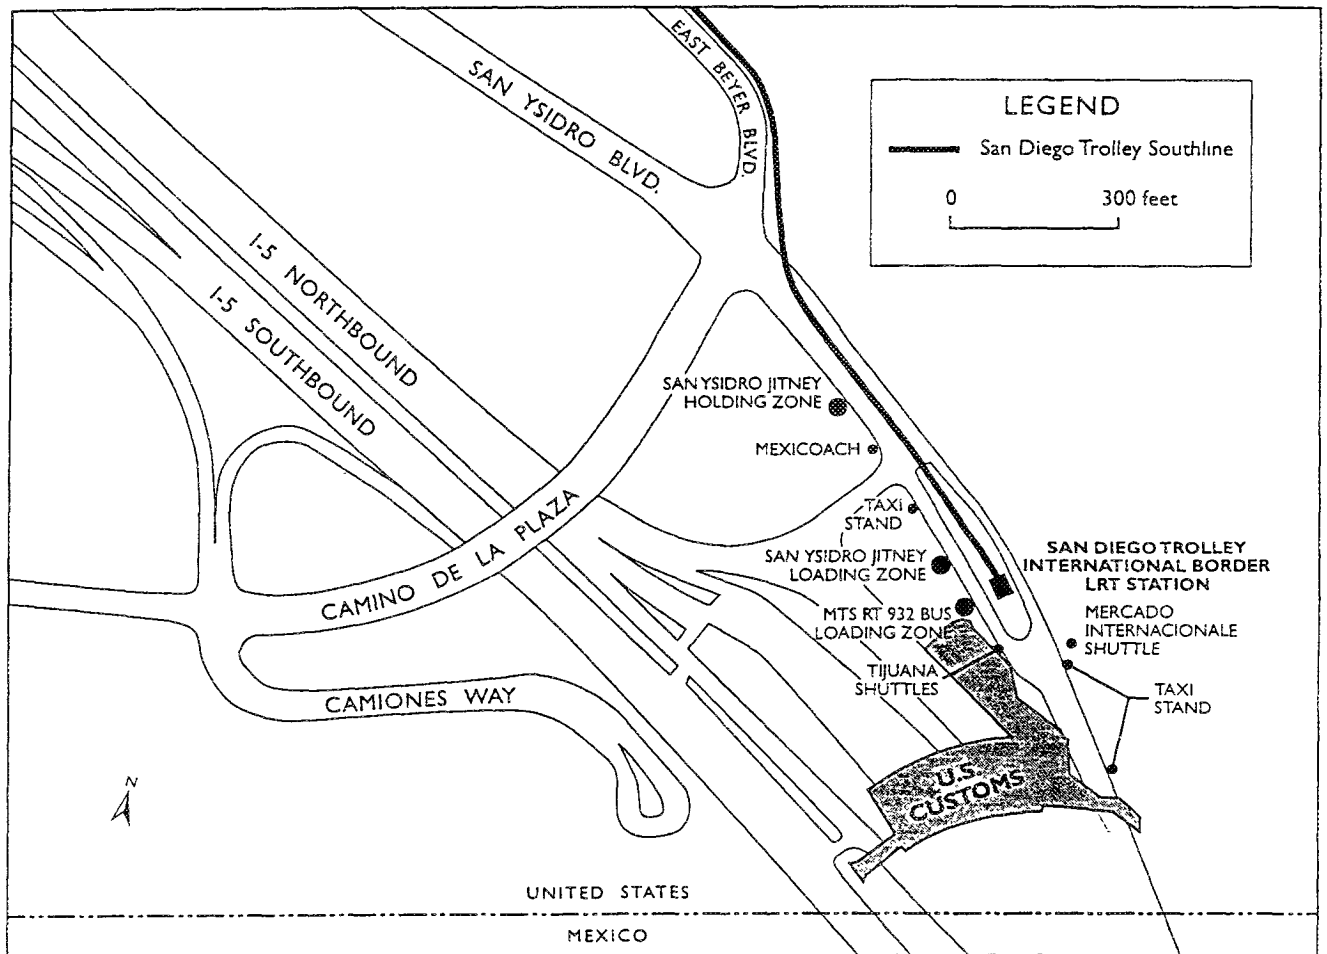 EAST BEYER BLVD.
SAN YSIDRO BLVD.
LEGEND
San Diego Trolley Southline
0 300 feet
I-5 NORTHBOUND
I-5 SOUTHBOUND
SAN YSIDRO JITNEY
HOLDING ZONE
MEXICOACH
TAXI
STAND
CAMINO DE LA PLAZA
SAN YSIDRO JITNEY
LOADING ZONE
SAN DIEGO TROLLEY
INTERNATIONAL BORDER
LRT STATION
MTS RT 932 BUS
LOADING ZONE
MERCADO
INTERNACIONALE
SHUTTLE
TIJUANA
SHUTTLES
TAXI
STAND
CAMIONES WAY
U.S.
CUSTOMS
N
UNITED STATES
MEXICO